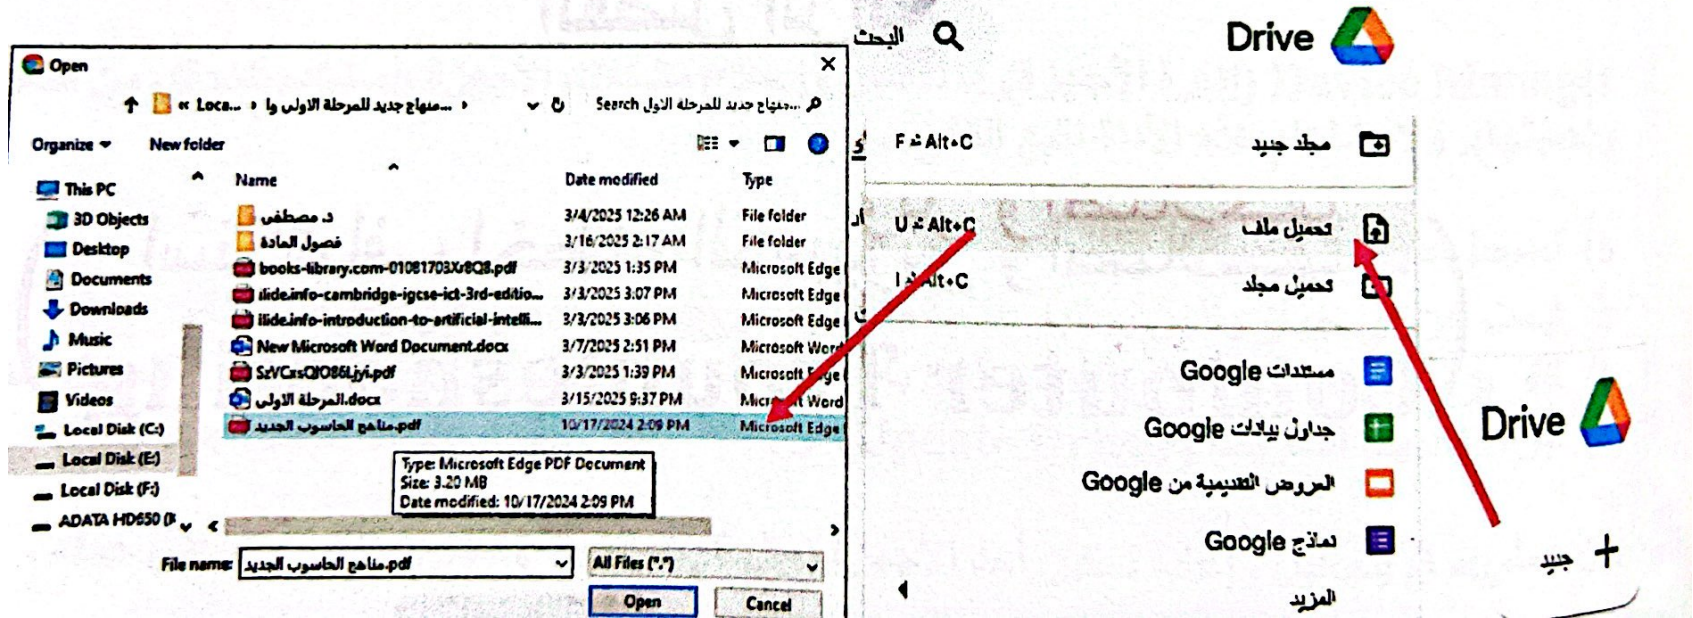 Open
« Loca... › منهاج جديد للمرحلة الاولى وا... ›
Search منهاج جديد للمرحلة الاول...
Organize
New folder
Name
Date modified
Type
This PC
3D Objects
Desktop
Documents
Downloads
Music
Pictures
Videos
Local Disk (C:)
Local Disk (E:)
Local Disk (F:)
ADATA HD650 (
د. مصطفى 3/4/2025 12:26 AM File folder
فصول المادة 3/16/2025 2:17 AM File folder
books-library.com-01081703Xr8Q8.pdf 3/3/2025 1:35 PM Microsoft Edge
ilide.info-cambridge-igcse-ict-3rd-editio... 3/3/2025 3:07 PM Microsoft Edge
ilide.info-introduction-to-artificial-intelli... 3/3/2025 3:06 PM Microsoft Edge
New Microsoft Word Document.docx 3/7/2025 2:51 PM Microsoft Word
3/3/2025 1:39 PM Microsoft Edge
المرحلة الاولى.docx 3/15/2025 9:37 PM Microsoft Word
مناهج الحاسوب الجديد.pdf 10/17/2024 2:09 PM Microsoft Edge
Type: Microsoft Edge PDF Document
Size: 3.20 MB
Date modified: 10/17/2024 2:09 PM
File name: مناهج الحاسوب الجديد.pdf
All Files (*.*)
Open
Cancel
Drive
البحث
مجلد جديد Alt+C ثم F
تحميل ملف Alt+C ثم U
تحميل مجلد Alt+C ثم I
مستندات Google
جداول بيانات Google
العروض التقديمية من Google
نماذج Google
المزيد
Drive
جديد